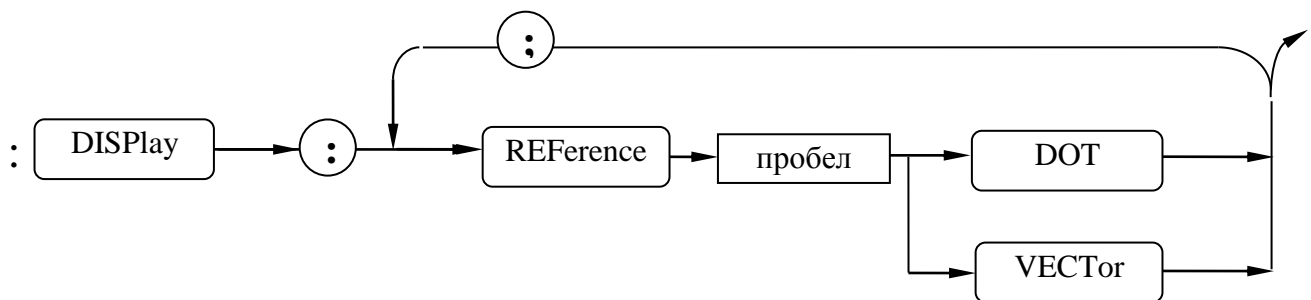 ;
: DISPlay : REFerence пробел DOT
VECTor